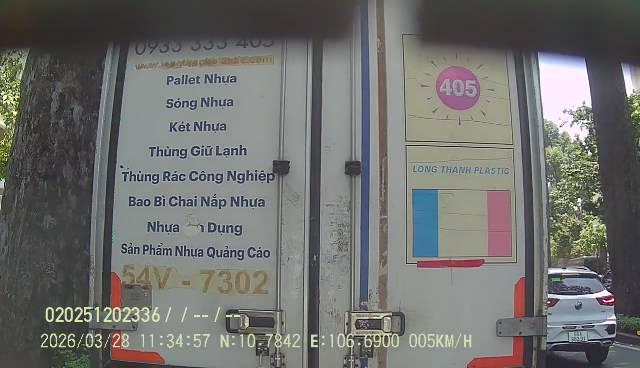 0933 333 405
Pallet Nhựa
Sóng Nhựa
Két Nhựa
Thùng Giữ Lạnh
Thùng Rác Công Nghiệp
Bao Bì Chai Nắp Nhựa
Nhựa Dụng
Sản Phẩm Nhựa Quảng Cáo
54V - 7302
405
LONG THANH PLASTIC
020251202336/ / -- / --
2026/03/28 11:34:57 N:10.7842 E:106.6900 005KM/H